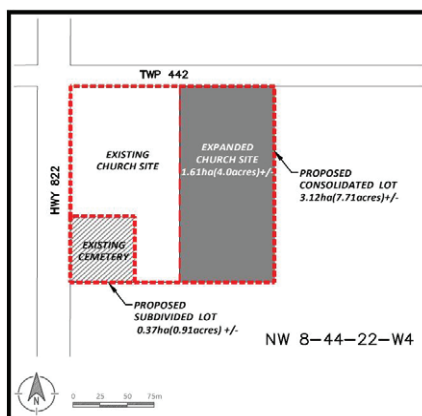 TWP 442
HWY 822
EXISTING
CHURCH SITE
EXPANDED
CHURCH SITE
1.61ha(4.0acres)+/-
PROPOSED
CONSOLIDATED LOT
3.12ha(7.71acres)+/-
EXISTING
CEMETERY
PROPOSED
SUBDIVIDED LOT
0.37ha(0.91acres) +/-
NW 8-44-22-W4
N
0 25 50 75m